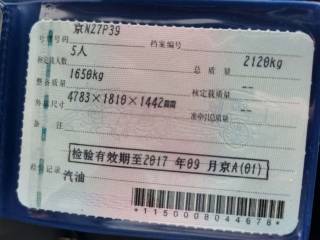 号牌号码 京NZ7P39 档案编号
核定载人数 5人 总质量 2120kg
整备质量 1650kg 核定载质量 --
外廓尺寸 4783×1810×1442mm 准牵引总质量 --
备注
检验有效期至2017年09月京A(01)
检验记录 汽油
*1150008044678*